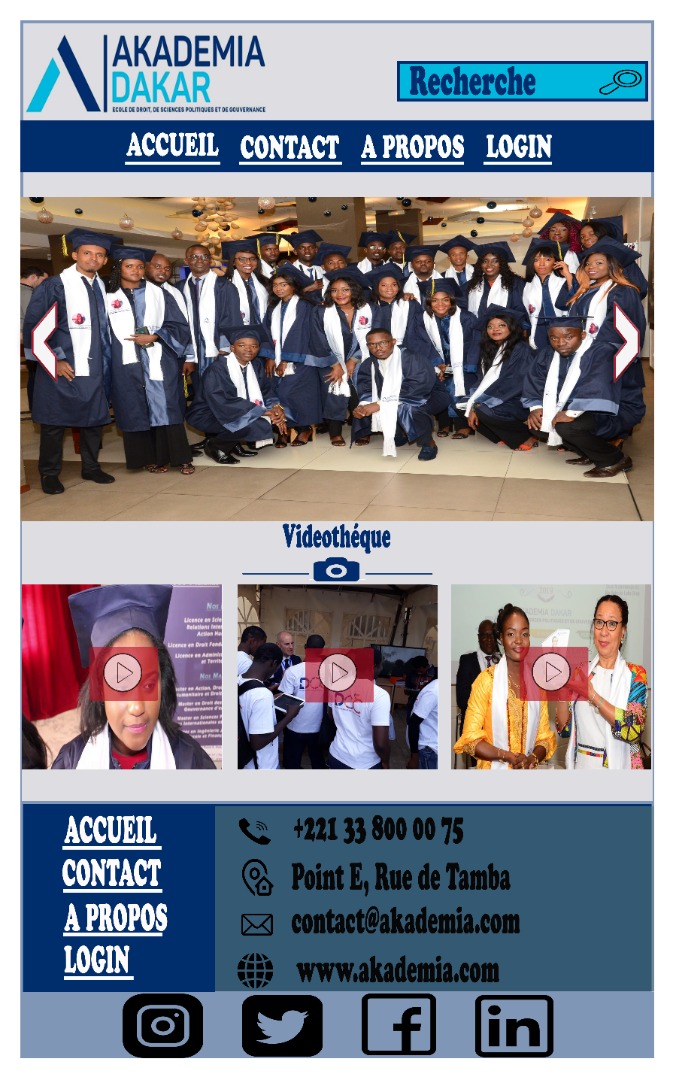 AKADEMIA
DAKAR
ECOLE DE DROIT, DE SCIENCES POLITIQUES ET DE GOUVERNANCE
Recherche
ACCUEIL CONTACT A PROPOS LOGIN
Videothéque
ACCUEIL
CONTACT
A PROPOS
LOGIN
+221 33 800 00 75
Point E, Rue de Tamba
contact@akademia.com
www.akademia.com